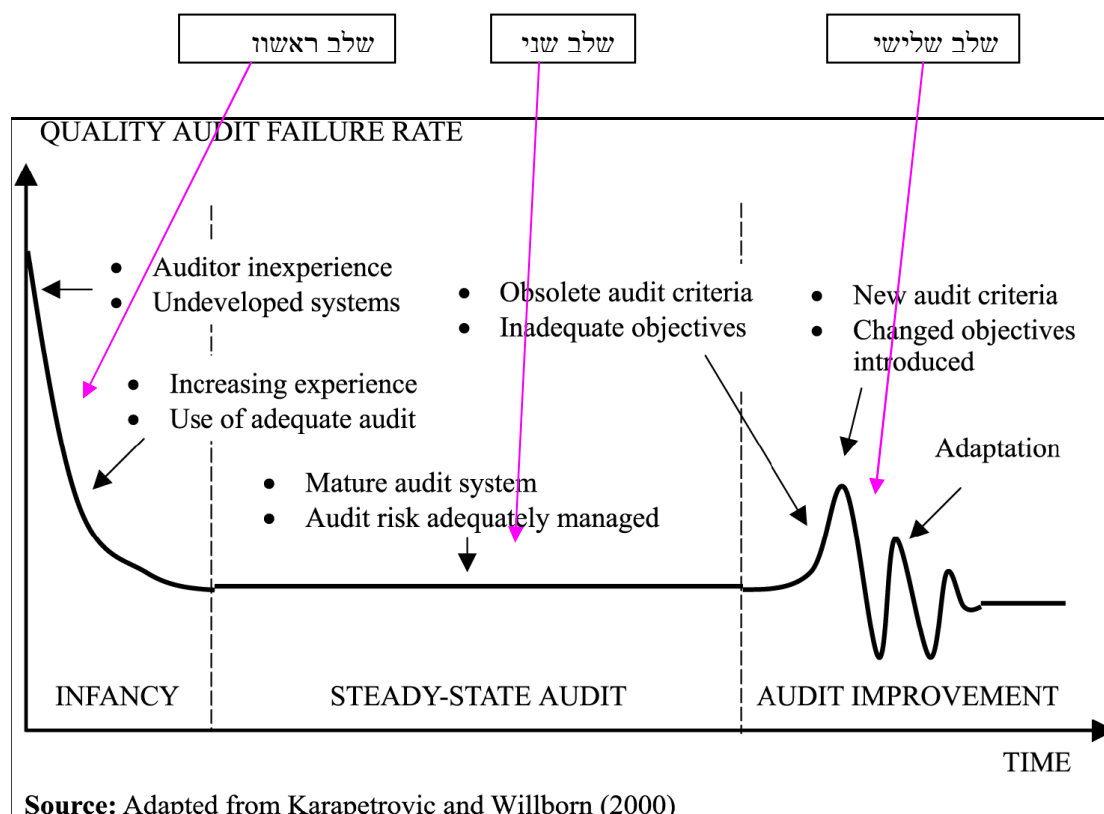 שלב ראשון
שלב שני
שלב שלישי
QUALITY AUDIT FAILURE RATE
• Auditor inexperience
• Undeveloped systems
• Increasing experience
• Use of adequate audit
• Mature audit system
• Audit risk adequately managed
• Obsolete audit criteria
• Inadequate objectives
• New audit criteria
• Changed objectives
introduced
Adaptation
INFANCY
STEADY-STATE AUDIT
AUDIT IMPROVEMENT
TIME
Source: Adapted from Karapetrovic and Willborn (2000)